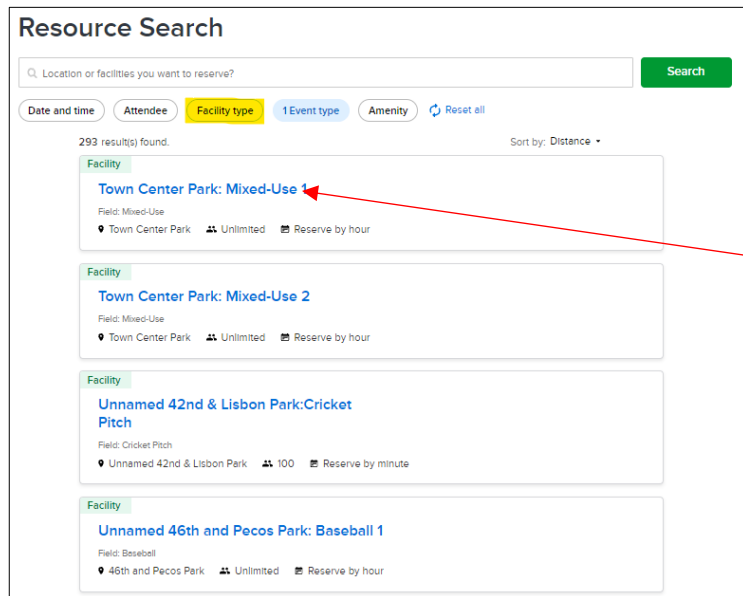 Resource Search
Location or facilities you want to reserve?
Search
Date and time Attendee Facility type 1 Event type Amenity Reset all
293 result(s) found. Sort by: Distance
Facility
Town Center Park: Mixed-Use 1
Field: Mixed-Use
Town Center Park Unlimited Reserve by hour
Facility
Town Center Park: Mixed-Use 2
Field: Mixed-Use
Town Center Park Unlimited Reserve by hour
Facility
Unnamed 42nd & Lisbon Park:Cricket
Pitch
Field: Cricket Pitch
Unnamed 42nd & Lisbon Park 100 Reserve by minute
Facility
Unnamed 46th and Pecos Park: Baseball 1
Field: Baseball
46th and Pecos Park Unlimited Reserve by hour